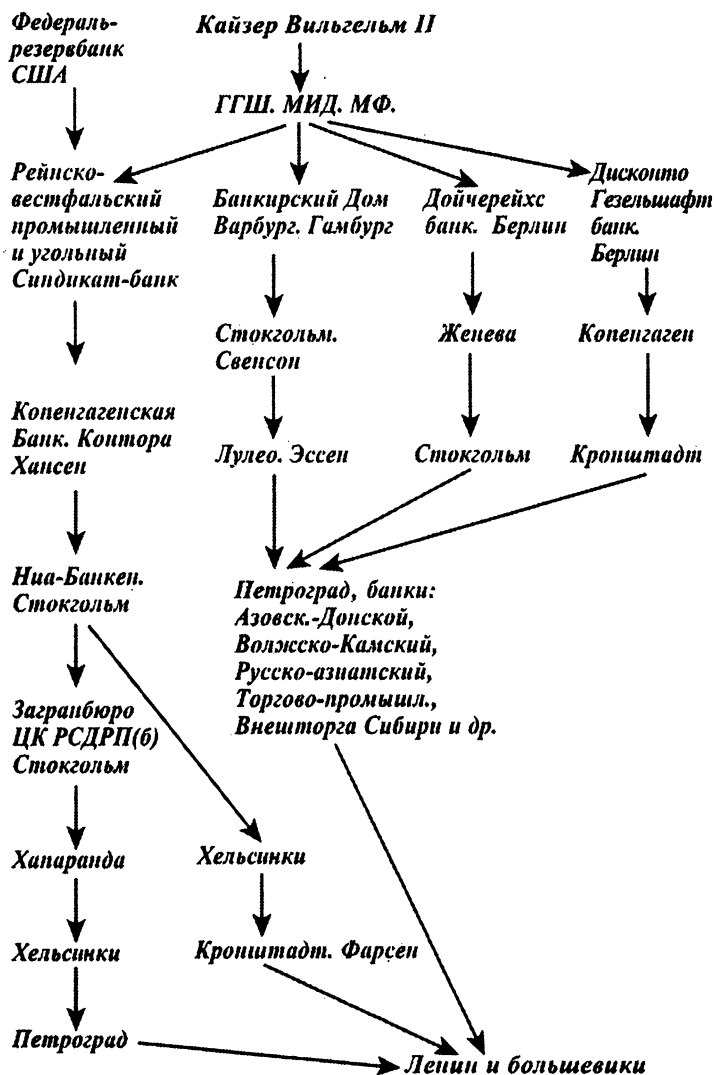 Федераль-
резервбанк
США
Кайзер Вильгельм II
ГГШ. МИД. МФ.
Рейнско-
вестфальский
промышленный
и угольный
Синдикат-банк
Банкирский Дом
Варбург. Гамбург
Дойчерейхс
банк. Берлин
Дисконто
Гезельшафт
банк.
Берлин
Стокгольм.
Свенсон
Женева
Копенгаген
Копенгагенская
Банк. Контора
Хансен
Лулео. Эссен
Стокгольм
Кронштадт
Ниа-Банкен.
Стокгольм
Петроград, банки:
Азовск.-Донской,
Волжско-Камский,
Русско-азиатский,
Торгово-промышл.,
Внешторга Сибири и др.
Загранбюро
ЦК РСДРП(б)
Стокгольм
Хапаранда
Хельсинки
Хельсинки
Кронштадт. Фарсен
Петроград
Ленин и большевики